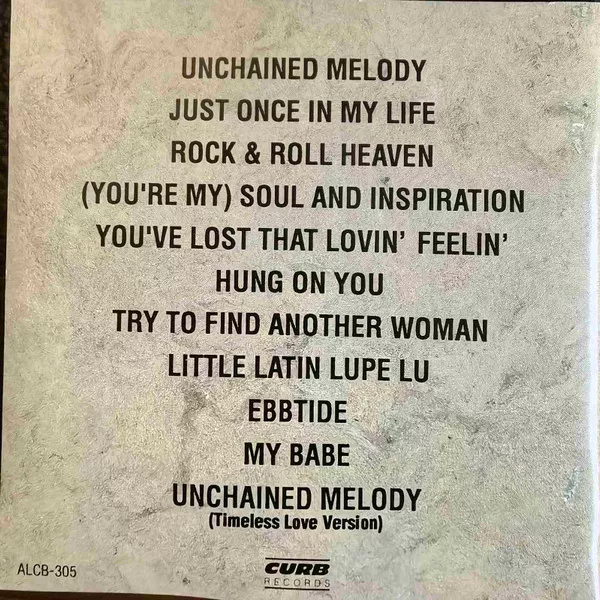 UNCHAINED MELODY
JUST ONCE IN MY LIFE
ROCK & ROLL HEAVEN
(YOU'RE MY) SOUL AND INSPIRATION
YOU'VE LOST THAT LOVIN' FEELIN'
HUNG ON YOU
TRY TO FIND ANOTHER WOMAN
LITTLE LATIN LUPE LU
EBBTIDE
MY BABE
UNCHAINED MELODY
(Timeless Love Version)
ALCB-305
CURB
RECORDS